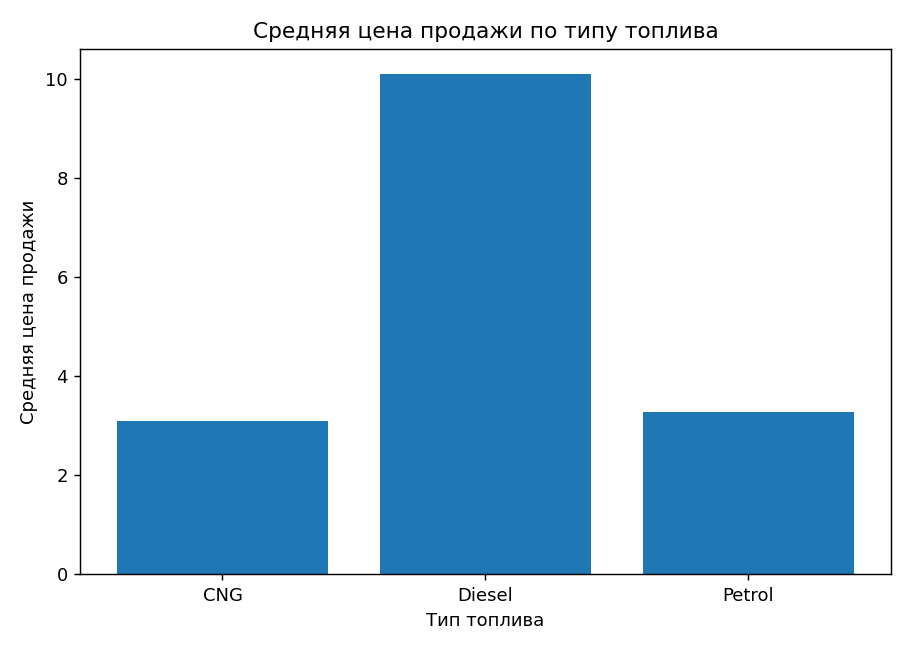 Средняя цена продажи по типу топлива
Средняя цена продажи
10
8
6
4
2
0
CNG Diesel Petrol
Тип топлива